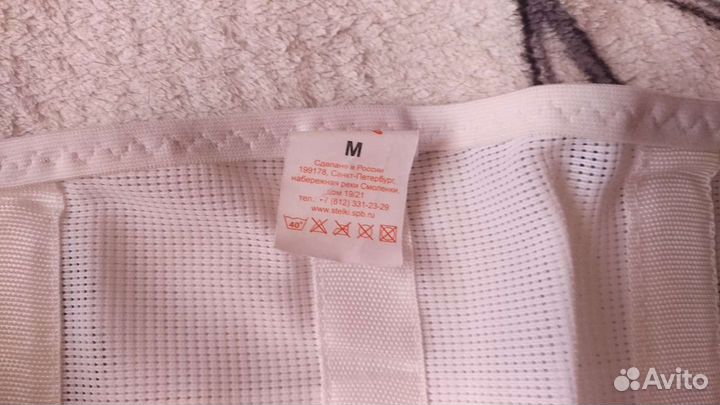 M
Сделано в России
199178, Санкт-Петербург,
набережная реки Смоленки,
дом 19/21
тел.: +7 (812) 331-23-29
www.stelki.spb.ru
40°
Avito